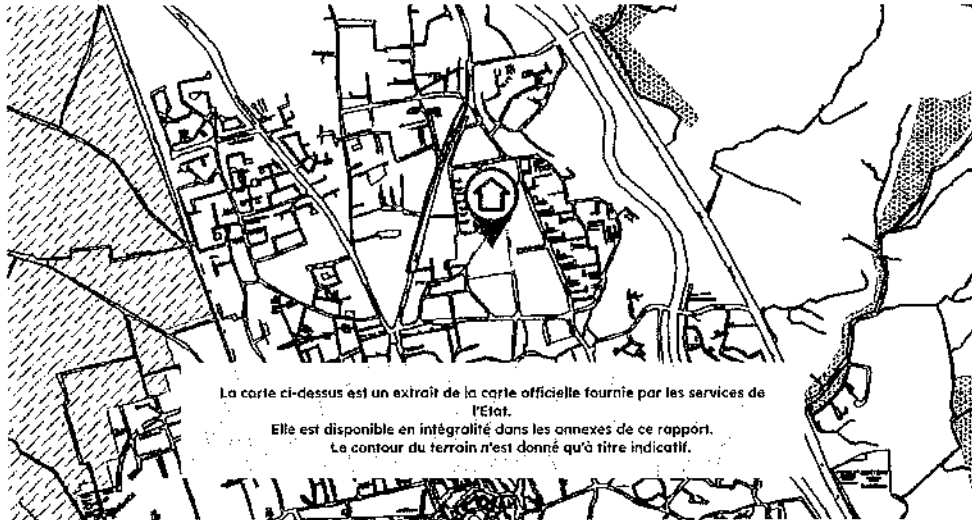 La carte ci-dessus est un extrait de la carte officielle fournie par les services de
l'Etat.
Elle est disponible en intégralité dans les annexes de ce rapport.
Le contour du terrain n'est donné qu'à titre indicatif.